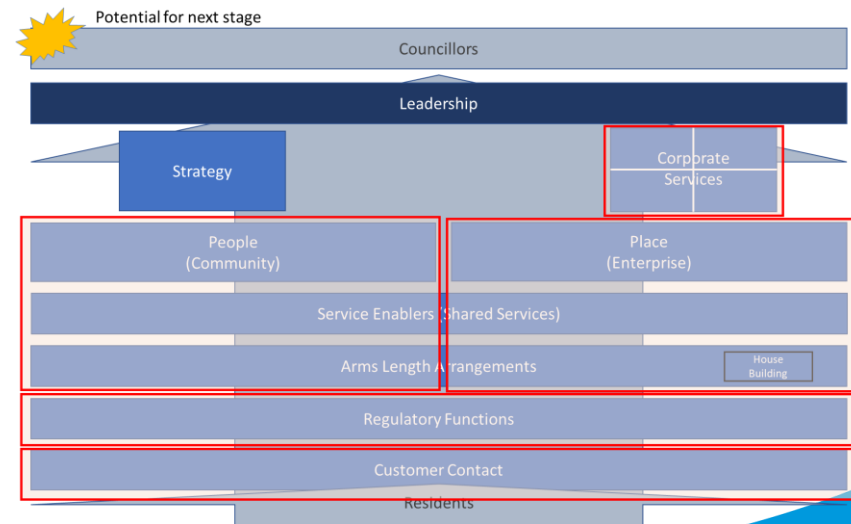 Potential for next stage
Councillors
Leadership
Strategy
Corporate
Services
People
(Community)
Place
(Enterprise)
Service Enablers (Shared Services)
Arms Length Arrangements
House
Building
Regulatory Functions
Customer Contact
Residents